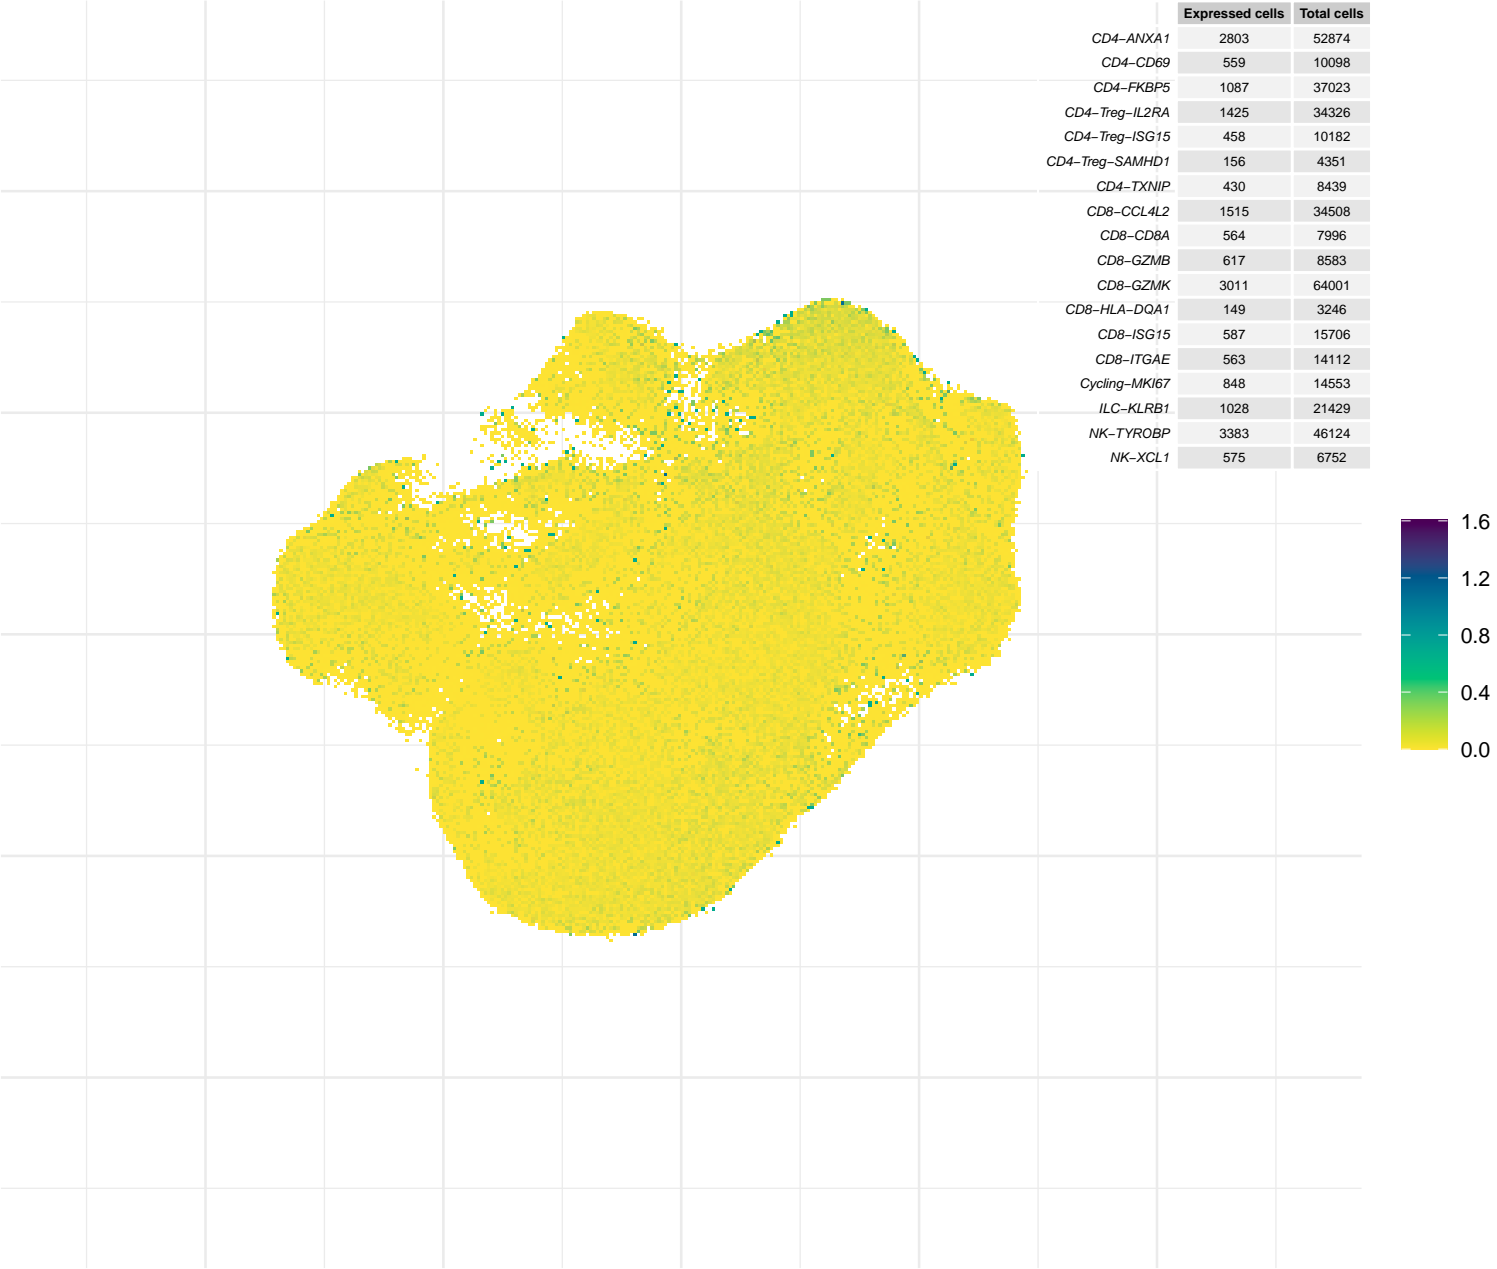 Expressed cells Total cells
CD4−ANXA1 2803 52874
CD4−CD69 559 10098
CD4−FKBP5 1087 37023
CD4−Treg−IL2RA 1425 34326
CD4−Treg−ISG15 458 10182
CD4−Treg−SAMHD1 156 4351
CD4−TXNIP 430 8439
CD8−CCL4L2 1515 34508
CD8−CD8A 564 7996
CD8−GZMB 617 8583
CD8−GZMK 3011 64001
CD8−HLA−DQA1 149 3246
CD8−ISG15 587 15706
CD8−ITGAE 563 14112
Cycling−MKI67 848 14553
ILC−KLRB1 1028 21429
NK−TYROBP 3383 46124
NK−XCL1 575 6752
1.6
1.2
0.8
0.4
0.0